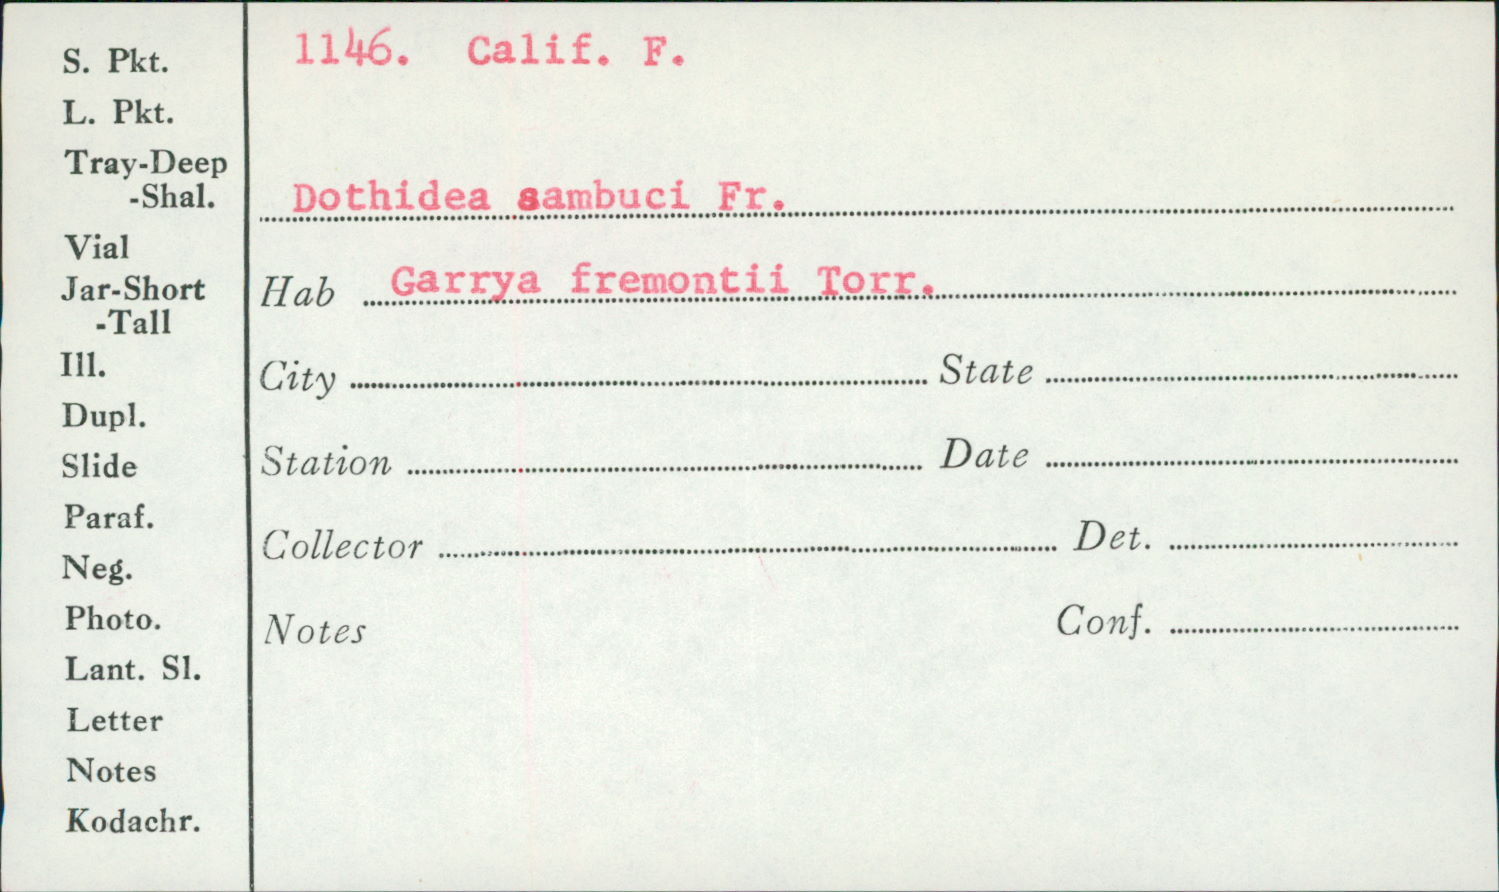 S. Pkt.
L. Pkt.
Tray-Deep
-Shal.
Vial
Jar-Short
-Tall
Ill.
Dupl.
Slide
Paraf.
Neg.
Photo.
Lant. Sl.
Letter
Notes
Kodachr.
1146. Calif. F.
Dothidea sambuci Fr.
Hab Garrya fremontii Torr.
City State
Station Date
Collector Det.
Notes Conf.